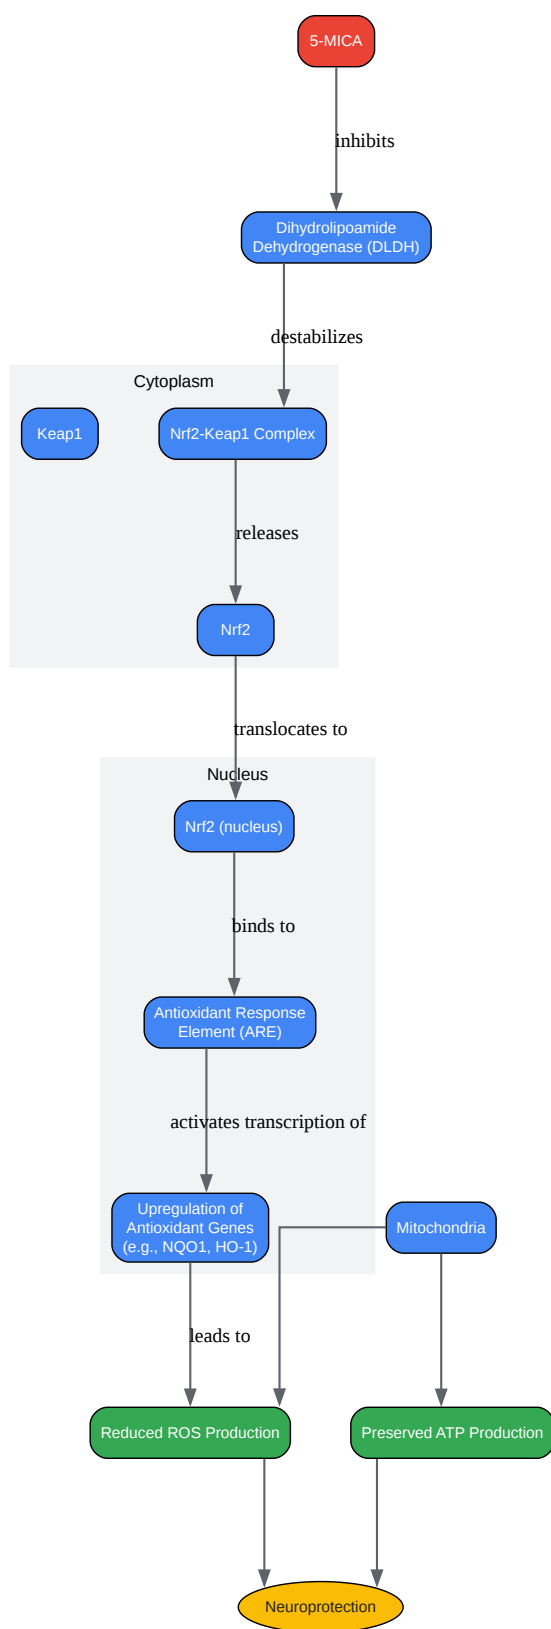 5-MICA
inhibits
Dihydrolipoamide
Dehydrogenase (DLDH)
destabilizes
Cytoplasm
Keap1
Nrf2-Keap1 Complex
releases
Nrf2
translocates to
Nucleus
Nrf2 (nucleus)
binds to
Antioxidant Response
Element (ARE)
activates transcription of
Upregulation of
Antioxidant Genes
(e.g., NQO1, HO-1)
Mitochondria
leads to
Reduced ROS Production
Preserved ATP Production
Neuroprotection